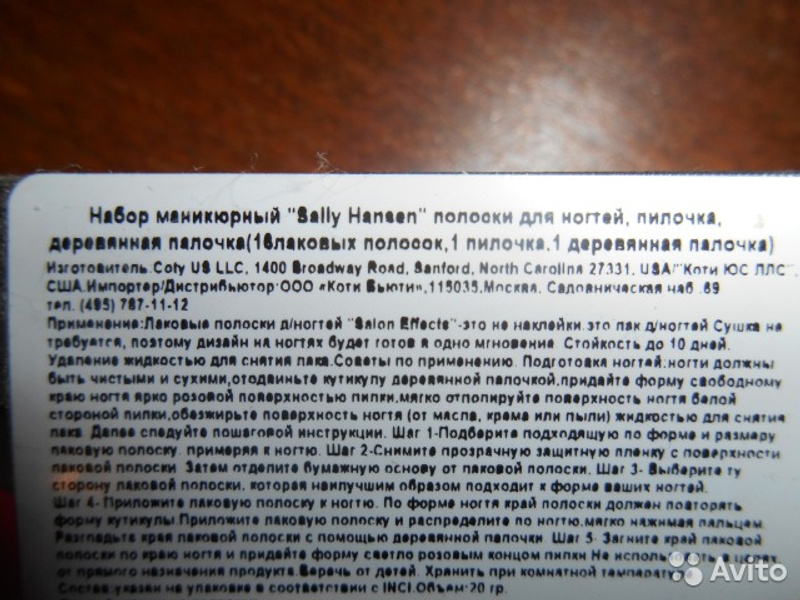 Набор маникюрный "Sally Hansen" полоски для ногтей, пилочка,
деревянная палочка(16лаковых полосок,1 пилочка,1 деревянная палочка)
Изготовитель:Coty US LLC, 1400 Broadway Road, Sanford, North Carolina 27331, USA/"Коти ЮС ЛЛС"
США.Импортер/Дистрибьютор:ООО «Коти Бьюти»,115035,Москва, Садовническая наб.69
тел. (495) 787-11-12
Применение:Лаковые полоски д/ногтей "Salon Effects"-это не наклейки,это лак д/ногтей Сушка не
требуется, поэтому дизайн на ногтях будет готов в одно мгновение. Стойкость до 10 дней.
Удаление жидкостью для снятия лака.Советы по применению. Подготовка ногтей:ногти должны
быть чистыми и сухими,отодвиньте кутикулу деревянной палочкой,придайте форму свободному
краю ногтя ярко розовой поверхностью пилки,мягко отполируйте поверхность ногтя белой
стороной пилки,обезжирьте поверхность ногтя (от масла, крема или пыли) жидкостью для снятия
лака. Далее следуйте пошаговой инструкции. Шаг 1-Подберите подходящую по форме и размеру
лаковую полоску, примеряя к ногтю. Шаг 2-Снимите прозрачную защитную пленку с поверхности
лаковой полоски. Затем отделите бумажную основу от лаковой полоски. Шаг 3- Выберите ту
сторону лаковой полоски, которая наилучшим образом подходит к форме ваших ногтей.
Шаг 4- Приложите лаковую полоску к ногтю. По форме ногтя край полоски должен повторять
форму кутикулы.Приложите лаковую полоску и распределите по ногтю,мягко нажимая пальцем.
Разгладьте края лаковой полоски с помощью деревянной палочки. Шаг 5- Загните край лаковой
полоски по краю ногтя и придайте форму светло розовым концом пилки.Не использовать в целях
от прямого назначения продукта.Беречь от детей. Хранить при комнатной температуре
Состав:указан на упаковке в соответствии с INCI.Объем:20 гр.
Avito